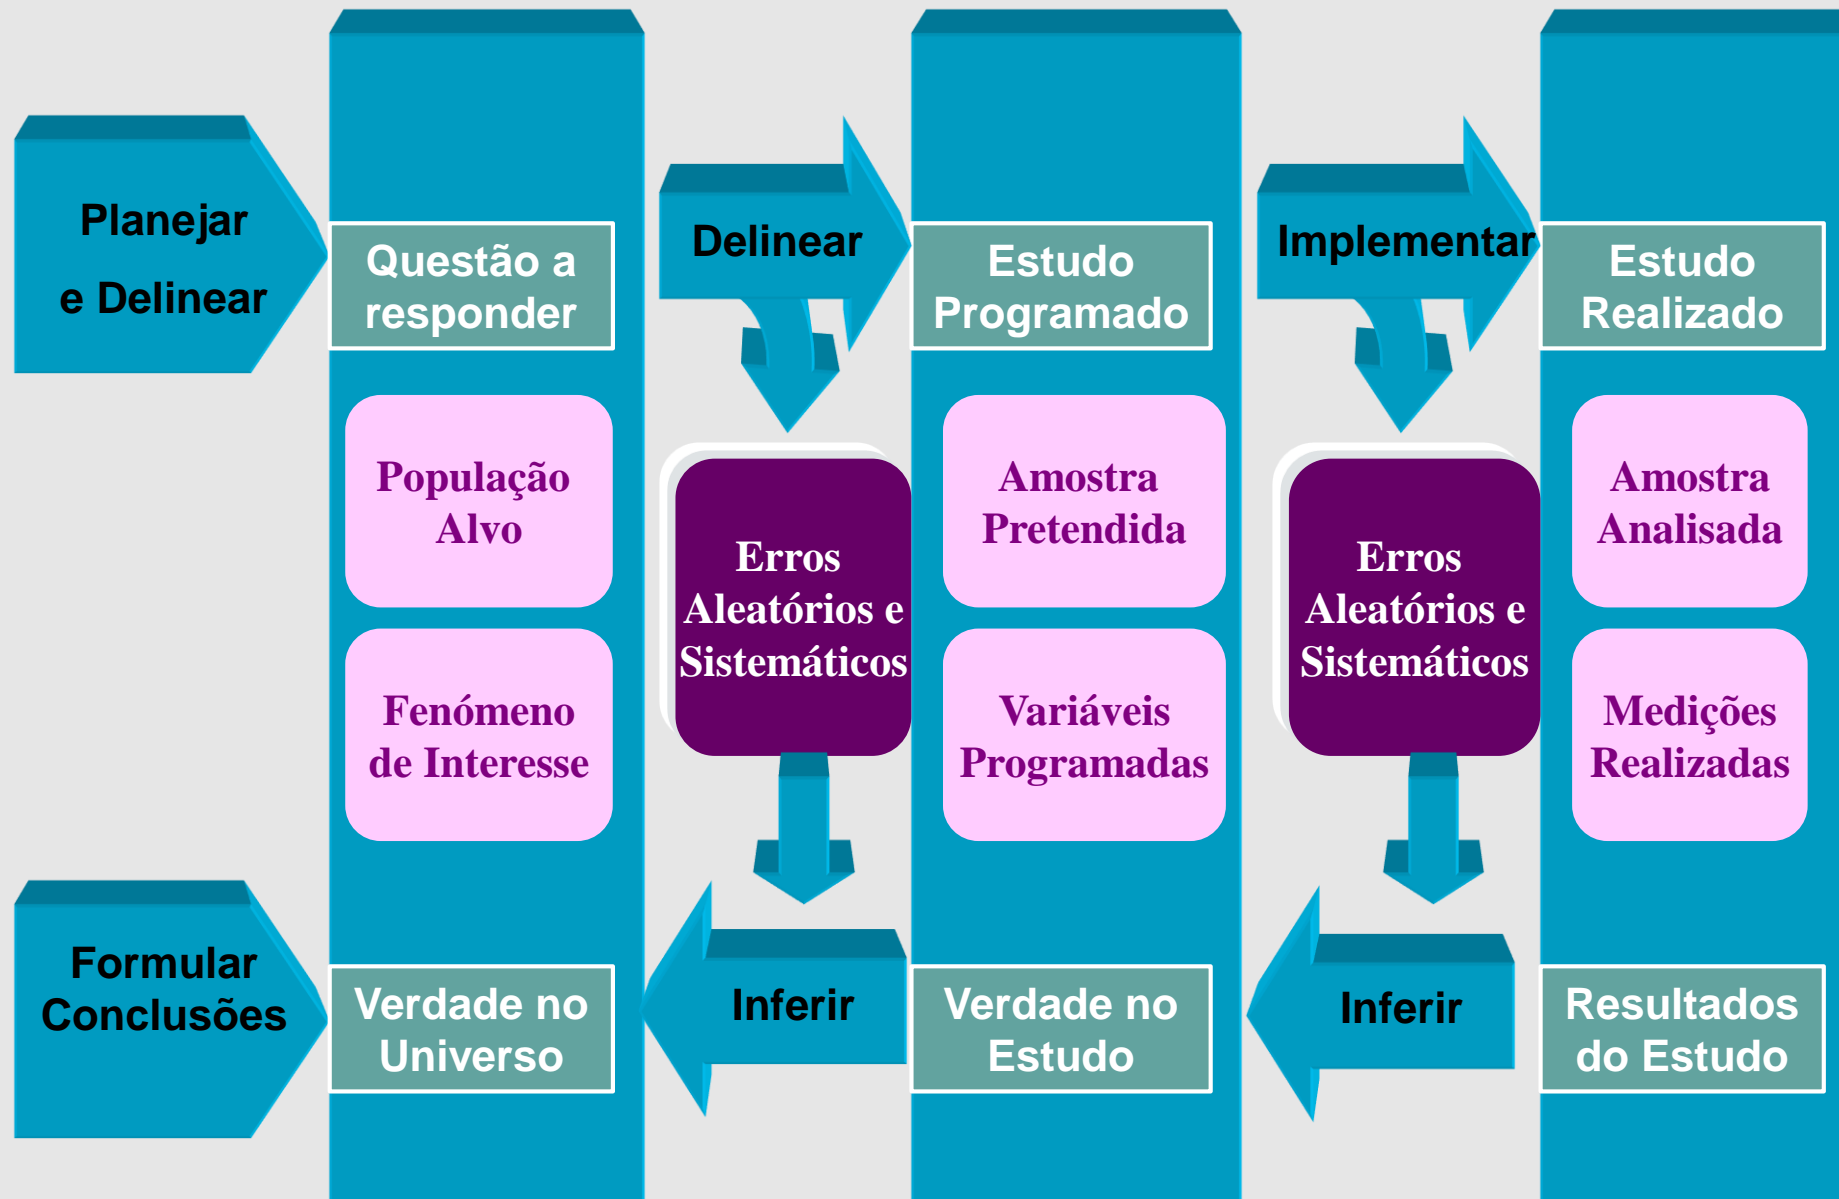 Planejar
e Delinear
Questão a
responder
Delinear
Estudo
Programado
Implementar
Estudo
Realizado
População
Alvo
Erros
Aleatórios e
Sistemáticos
Amostra
Pretendida
Erros
Aleatórios e
Sistemáticos
Amostra
Analisada
Fenómeno
de Interesse
Variáveis
Programadas
Medições
Realizadas
Formular
Conclusões
Verdade no
Universo
Inferir
Verdade no
Estudo
Inferir
Resultados
do Estudo